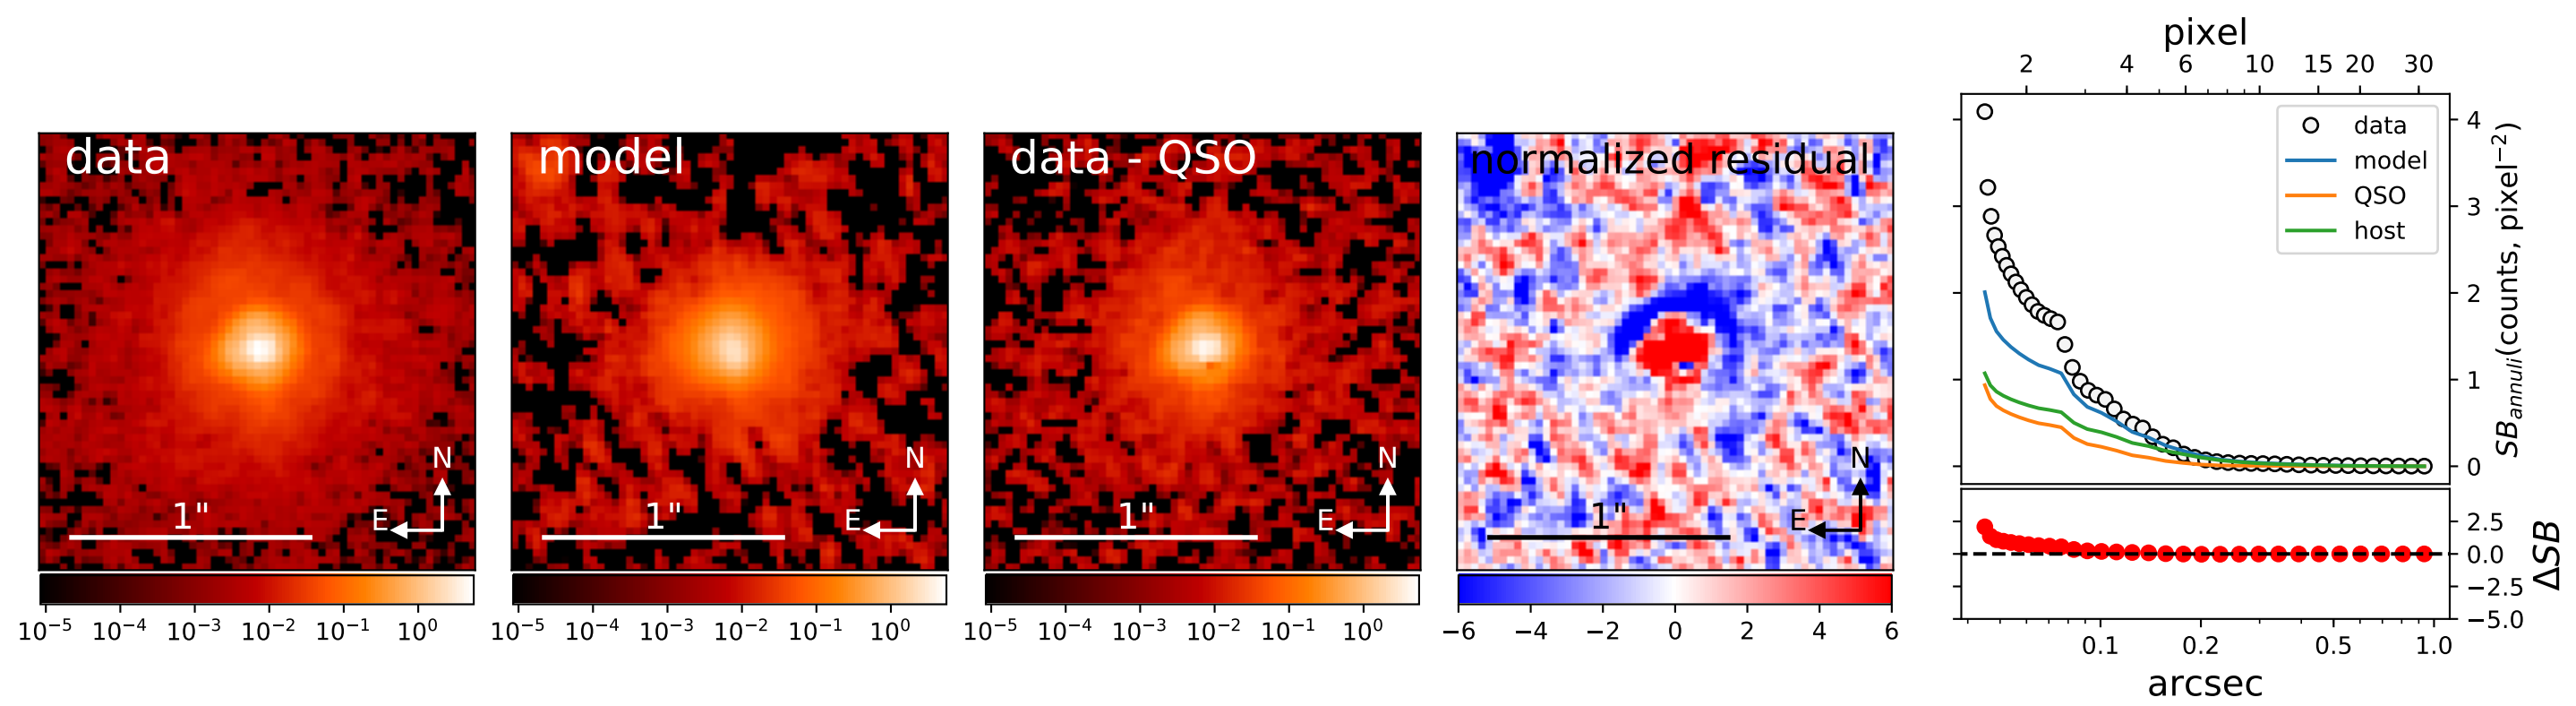 data
N
E
1"
10⁻⁵ 10⁻⁴ 10⁻³ 10⁻² 10⁻¹ 10⁰
model
N
E
1"
10⁻⁵ 10⁻⁴ 10⁻³ 10⁻² 10⁻¹ 10⁰
data - QSO
N
E
1"
10⁻⁵ 10⁻⁴ 10⁻³ 10⁻² 10⁻¹ 10⁰
normalized residual
N
E
1"
−6 −4 −2 0 2 4 6
pixel
2 4 6 10 15 20 30
data
model
QSO
host
4
3
2
1
0
SB_annuli(counts, pixel⁻²)
2.5
0.0
−2.5
−5.0
ΔSB
0.1 0.2 0.5 1.0
arcsec